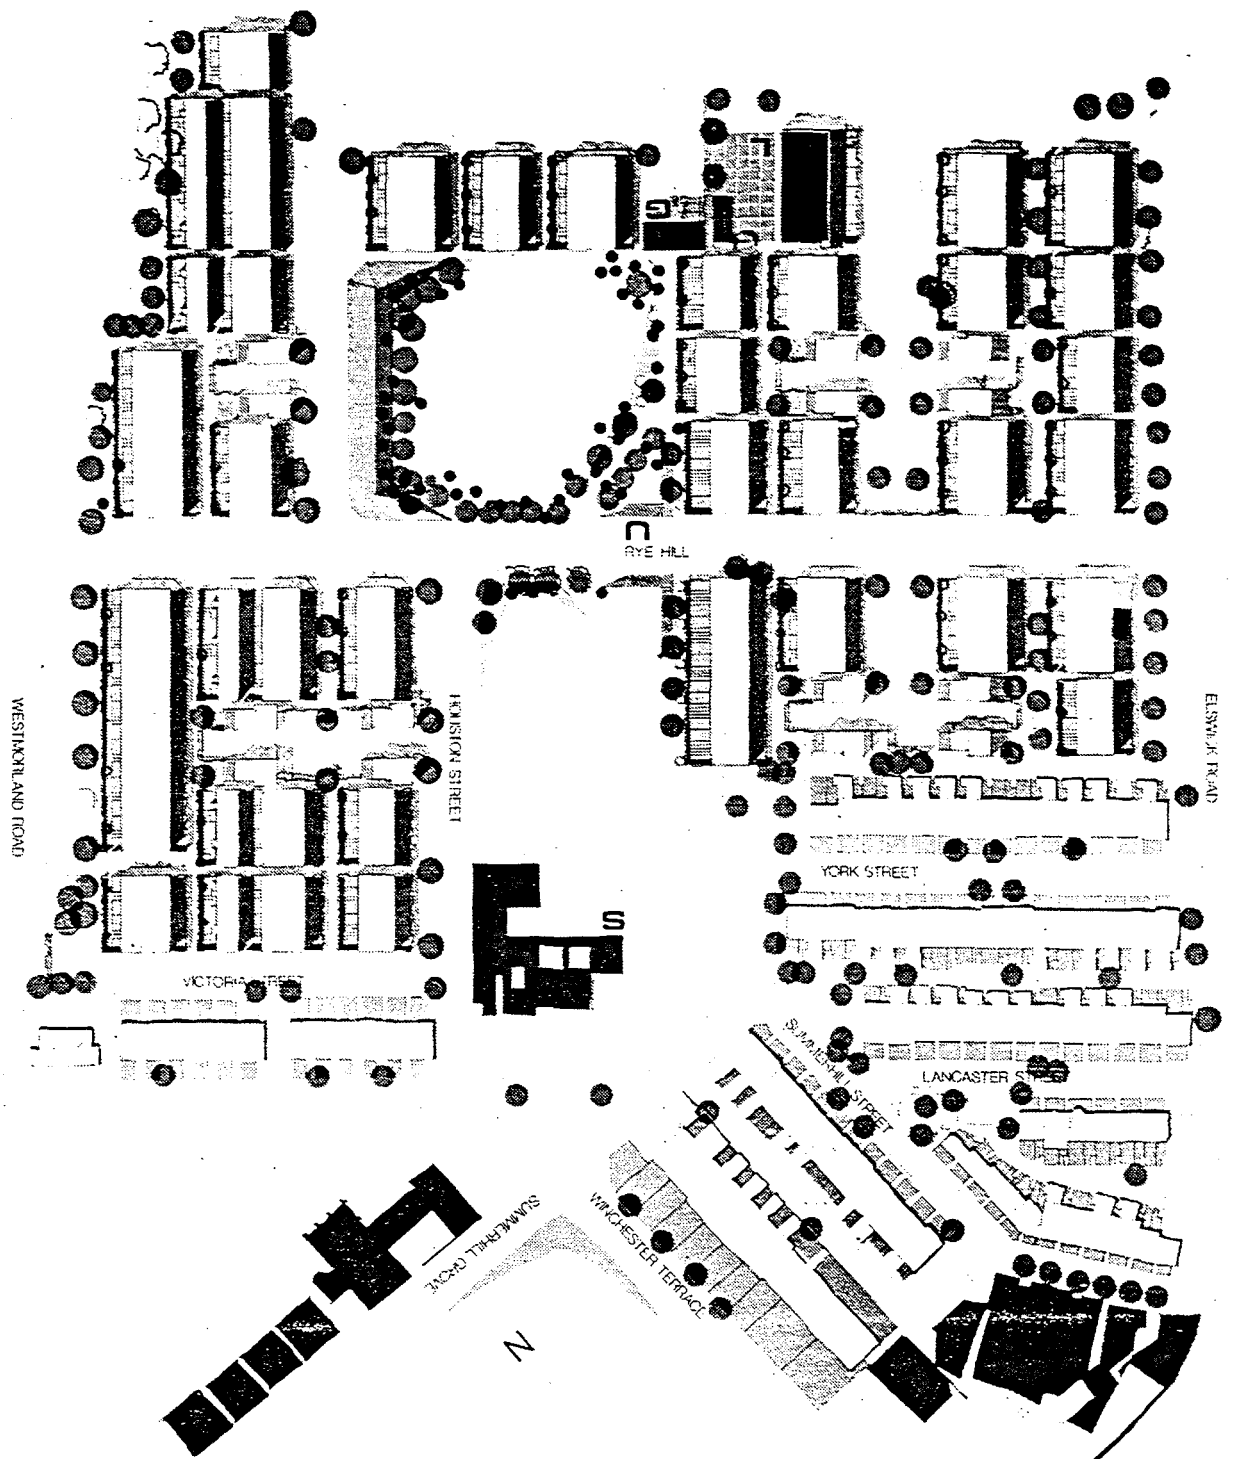 RYE HILL
WESTMORLAND ROAD
HOUSTON STREET
ELSWICK ROAD
YORK STREET
S
VICTORIA STREET
SUMMERHILL STREET
LANCASTER STREET
SUMMERHILL GROVE
WINCHESTER TERRACE
N